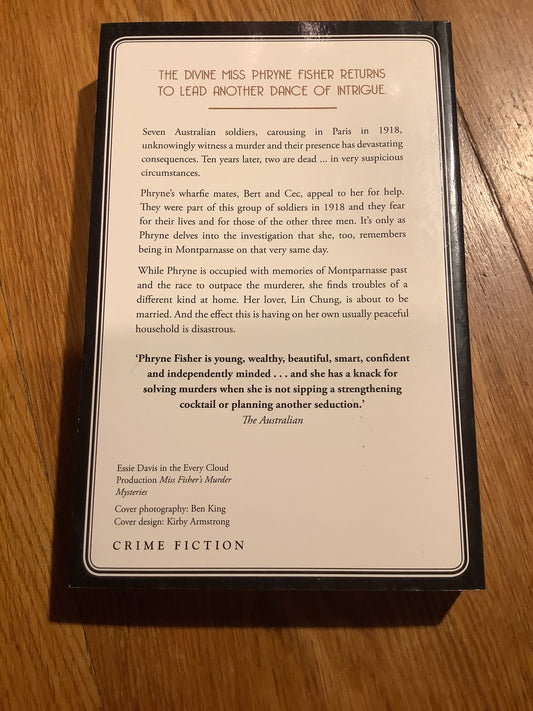 THE DIVINE MISS PHRYNE FISHER RETURNS
TO LEAD ANOTHER DANCE OF INTRIGUE.
Seven Australian soldiers, carousing in Paris in 1918,
unknowingly witness a murder and their presence has devastating
consequences. Ten years later, two are dead ... in very suspicious
circumstances.
Phryne's wharfie mates, Bert and Cec, appeal to her for help.
They were part of this group of soldiers in 1918 and they fear
for their lives and for those of the other three men. It's only as
Phryne delves into the investigation that she, too, remembers
being in Montparnasse on that very same day.
While Phryne is occupied with memories of Montparnasse past
and the race to outpace the murderer, she finds troubles of a
different kind at home. Her lover, Lin Chung, is about to be
married. And the effect this is having on her own usually peaceful
household is disastrous.
'Phryne Fisher is young, wealthy, beautiful, smart, confident
and independently minded . . . and she has a knack for
solving murders when she is not sipping a strengthening
cocktail or planning another seduction.'
The Australian
Essie Davis in the Every Cloud
Production Miss Fisher's Murder
Mysteries
Cover photography: Ben King
Cover design: Kirby Armstrong
CRIME FICTION